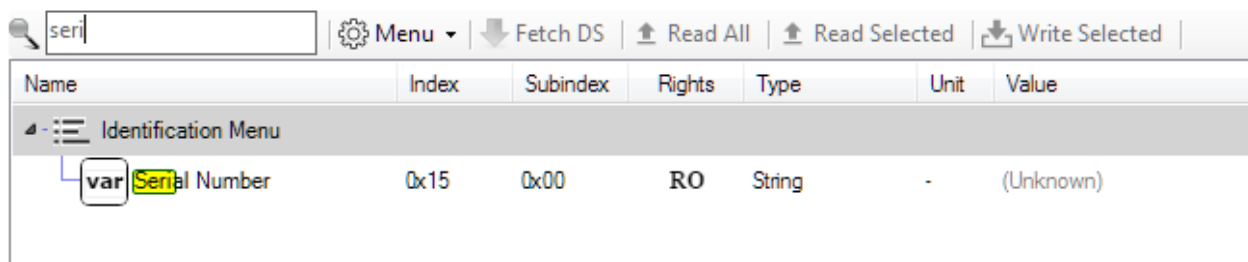 seri Menu Fetch DS Read All Read Selected Write Selected
Name Index Subindex Rights Type Unit Value
Identification Menu
var Serial Number 0x15 0x00 RO String - (Unknown)